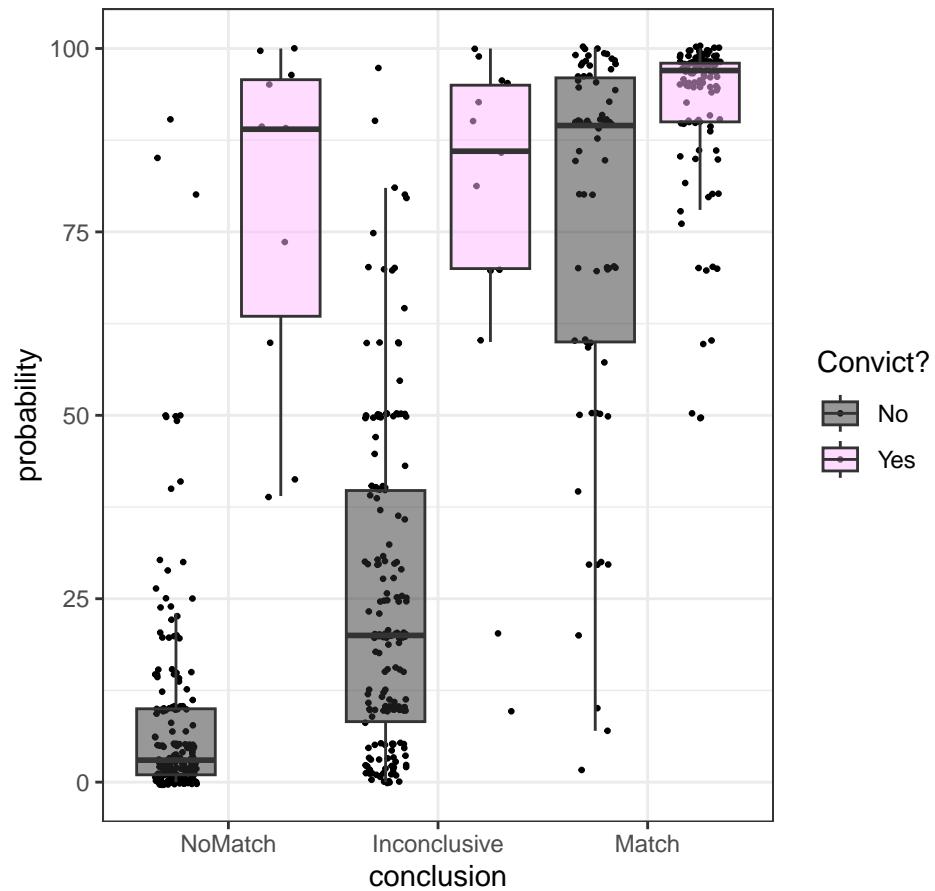 100
75
50
25
0
probability
NoMatch
Inconclusive
Match
conclusion
Convict?
No
Yes